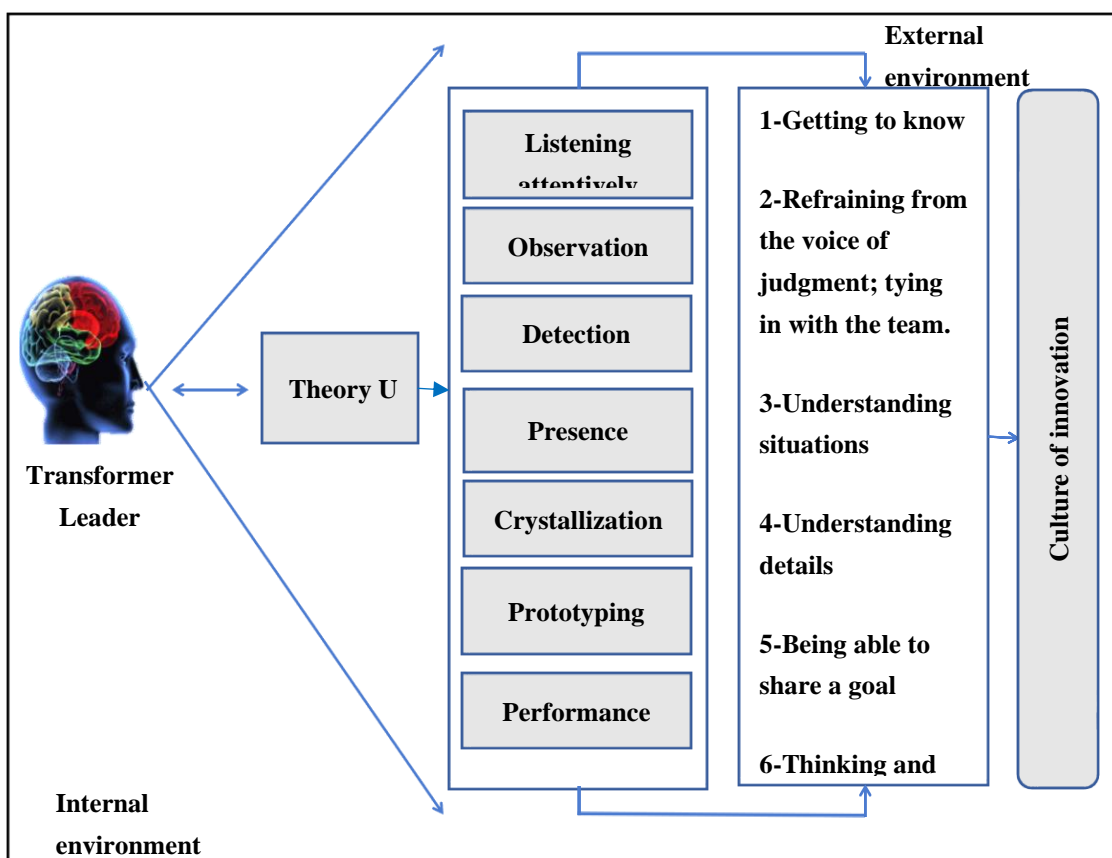 External
environment
Listening
attentively
Observation
Detection
Presence
Crystallization
Prototyping
Performance
1-Getting to know
2-Refraining from
the voice of
judgment; tying
in with the team.
3-Understanding
situations
4-Understanding
details
5-Being able to
share a goal
6-Thinking and
Culture of innovation
Theory U
Transformer
Leader
Internal
environment